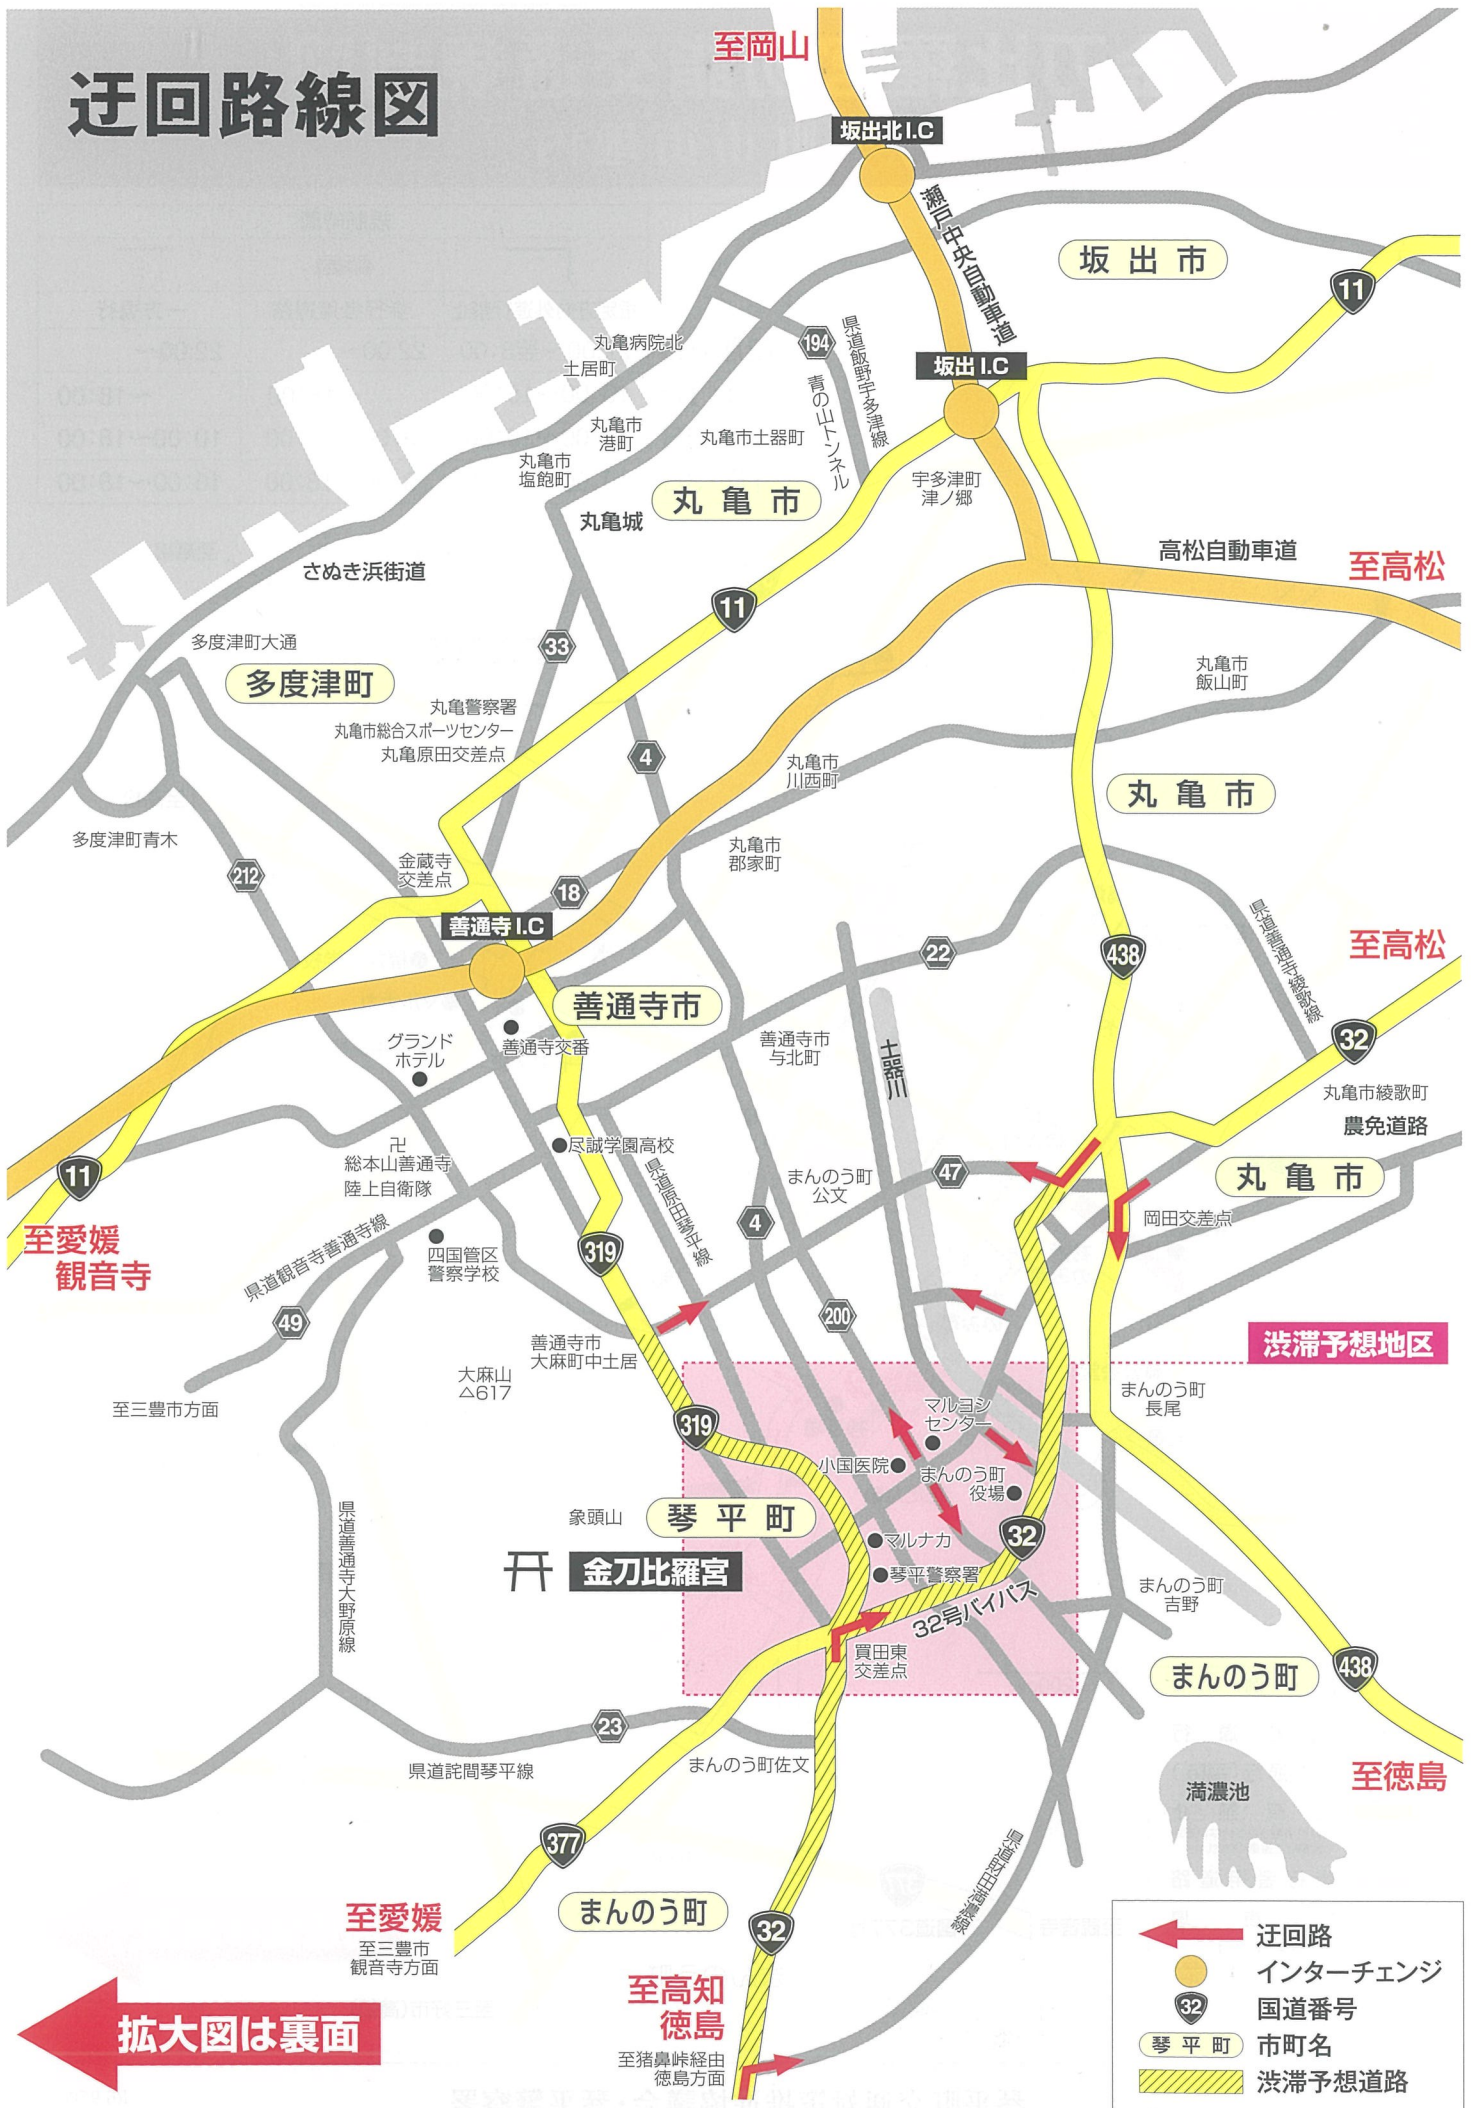 迂回路線図
至岡山
坂出北I.C
瀬戸中央自動車道
坂出市
11
丸亀病院北
土居町
194
県道飯野宇多津線
青の山トンネル
坂出I.C
丸亀市
港町
丸亀市土器町
丸亀市
塩飽町
丸亀市
宇多津町
津ノ郷
丸亀城
高松自動車道
至高松
さぬき浜街道
11
33
多度津町大通
多度津町
丸亀市
飯山町
丸亀警察署
丸亀市総合スポーツセンター
丸亀原田交差点
4
丸亀市
川西町
丸亀市
多度津町青木
金蔵寺
交差点
丸亀市
郡家町
212
18
善通寺I.C
22
438
県道善通寺綾歌線
至高松
善通寺市
グランド
ホテル
善通寺交番
善通寺市
与北町
土器川
32
丸亀市綾歌町
農免道路
尽誠学園高校
卍
総本山善通寺
陸上自衛隊
県道原田琴平線
まんのう町
公文
47
丸亀市
11
至愛媛
観音寺
四国管区
警察学校
県道観音寺善通寺線
319
4
岡田交差点
49
200
善通寺市
大麻町中土居
渋滞予想地区
大麻山
△617
至三豊市方面
319
マルヨシ
センター
まんのう町
長尾
小国医院
まんのう町
役場
県道善通寺大野原線
象頭山
琴平町
32
マルナカ
金刀比羅宮
琴平警察署
32号バイパス
まんのう町
吉野
買田東
交差点
まんのう町
438
23
県道詫間琴平線
まんのう町佐文
至徳島
満濃池
377
県道財田満濃線
まんのう町
32
至愛媛
至三豊市
観音寺方面
至高知
徳島
至猪鼻峠経由
徳島方面
拡大図は裏面
迂回路
インターチェンジ
32 国道番号
琴平町 市町名
渋滞予想道路